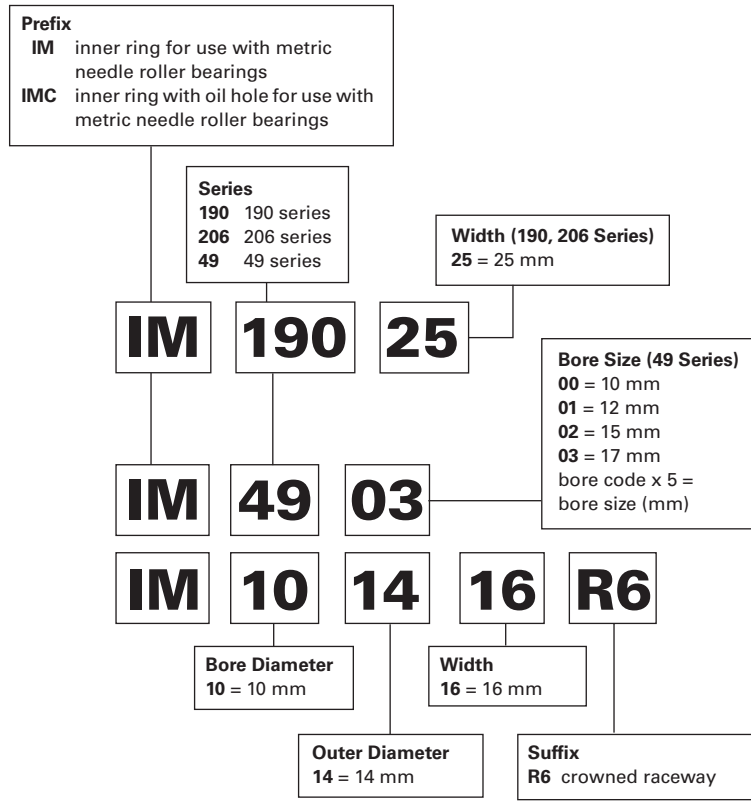 Prefix
IM inner ring for use with metric
needle roller bearings
IMC inner ring with oil hole for use with
metric needle roller bearings
Series
190 190 series
206 206 series
49 49 series
Width (190, 206 Series)
25 = 25 mm
IM 190 25
Bore Size (49 Series)
00 = 10 mm
01 = 12 mm
02 = 15 mm
03 = 17 mm
bore code x 5 =
bore size (mm)
IM 49 03
IM 10 14 16 R6
Bore Diameter
10 = 10 mm
Width
16 = 16 mm
Outer Diameter
14 = 14 mm
Suffix
R6 crowned raceway